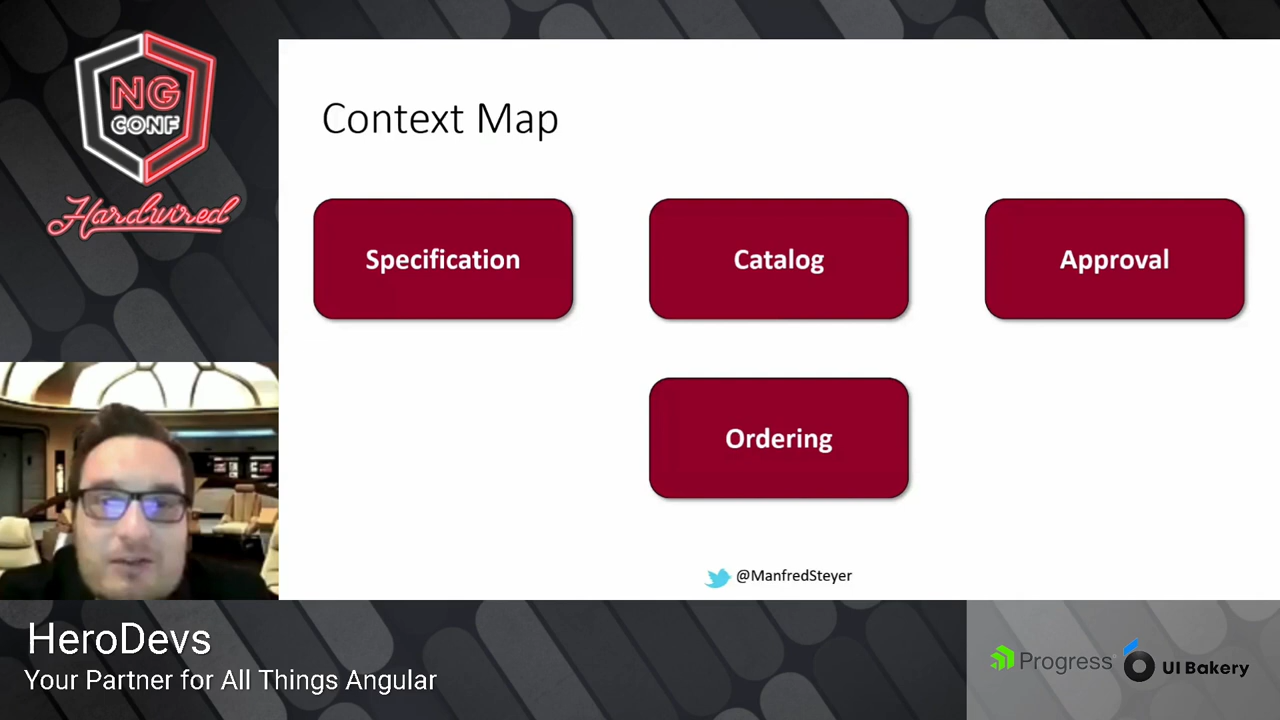 NG
CONF
Hardwired
Context Map
Specification
Catalog
Approval
Ordering
@ManfredSteyer
HeroDevs
Your Partner for All Things Angular
Progress
UI Bakery